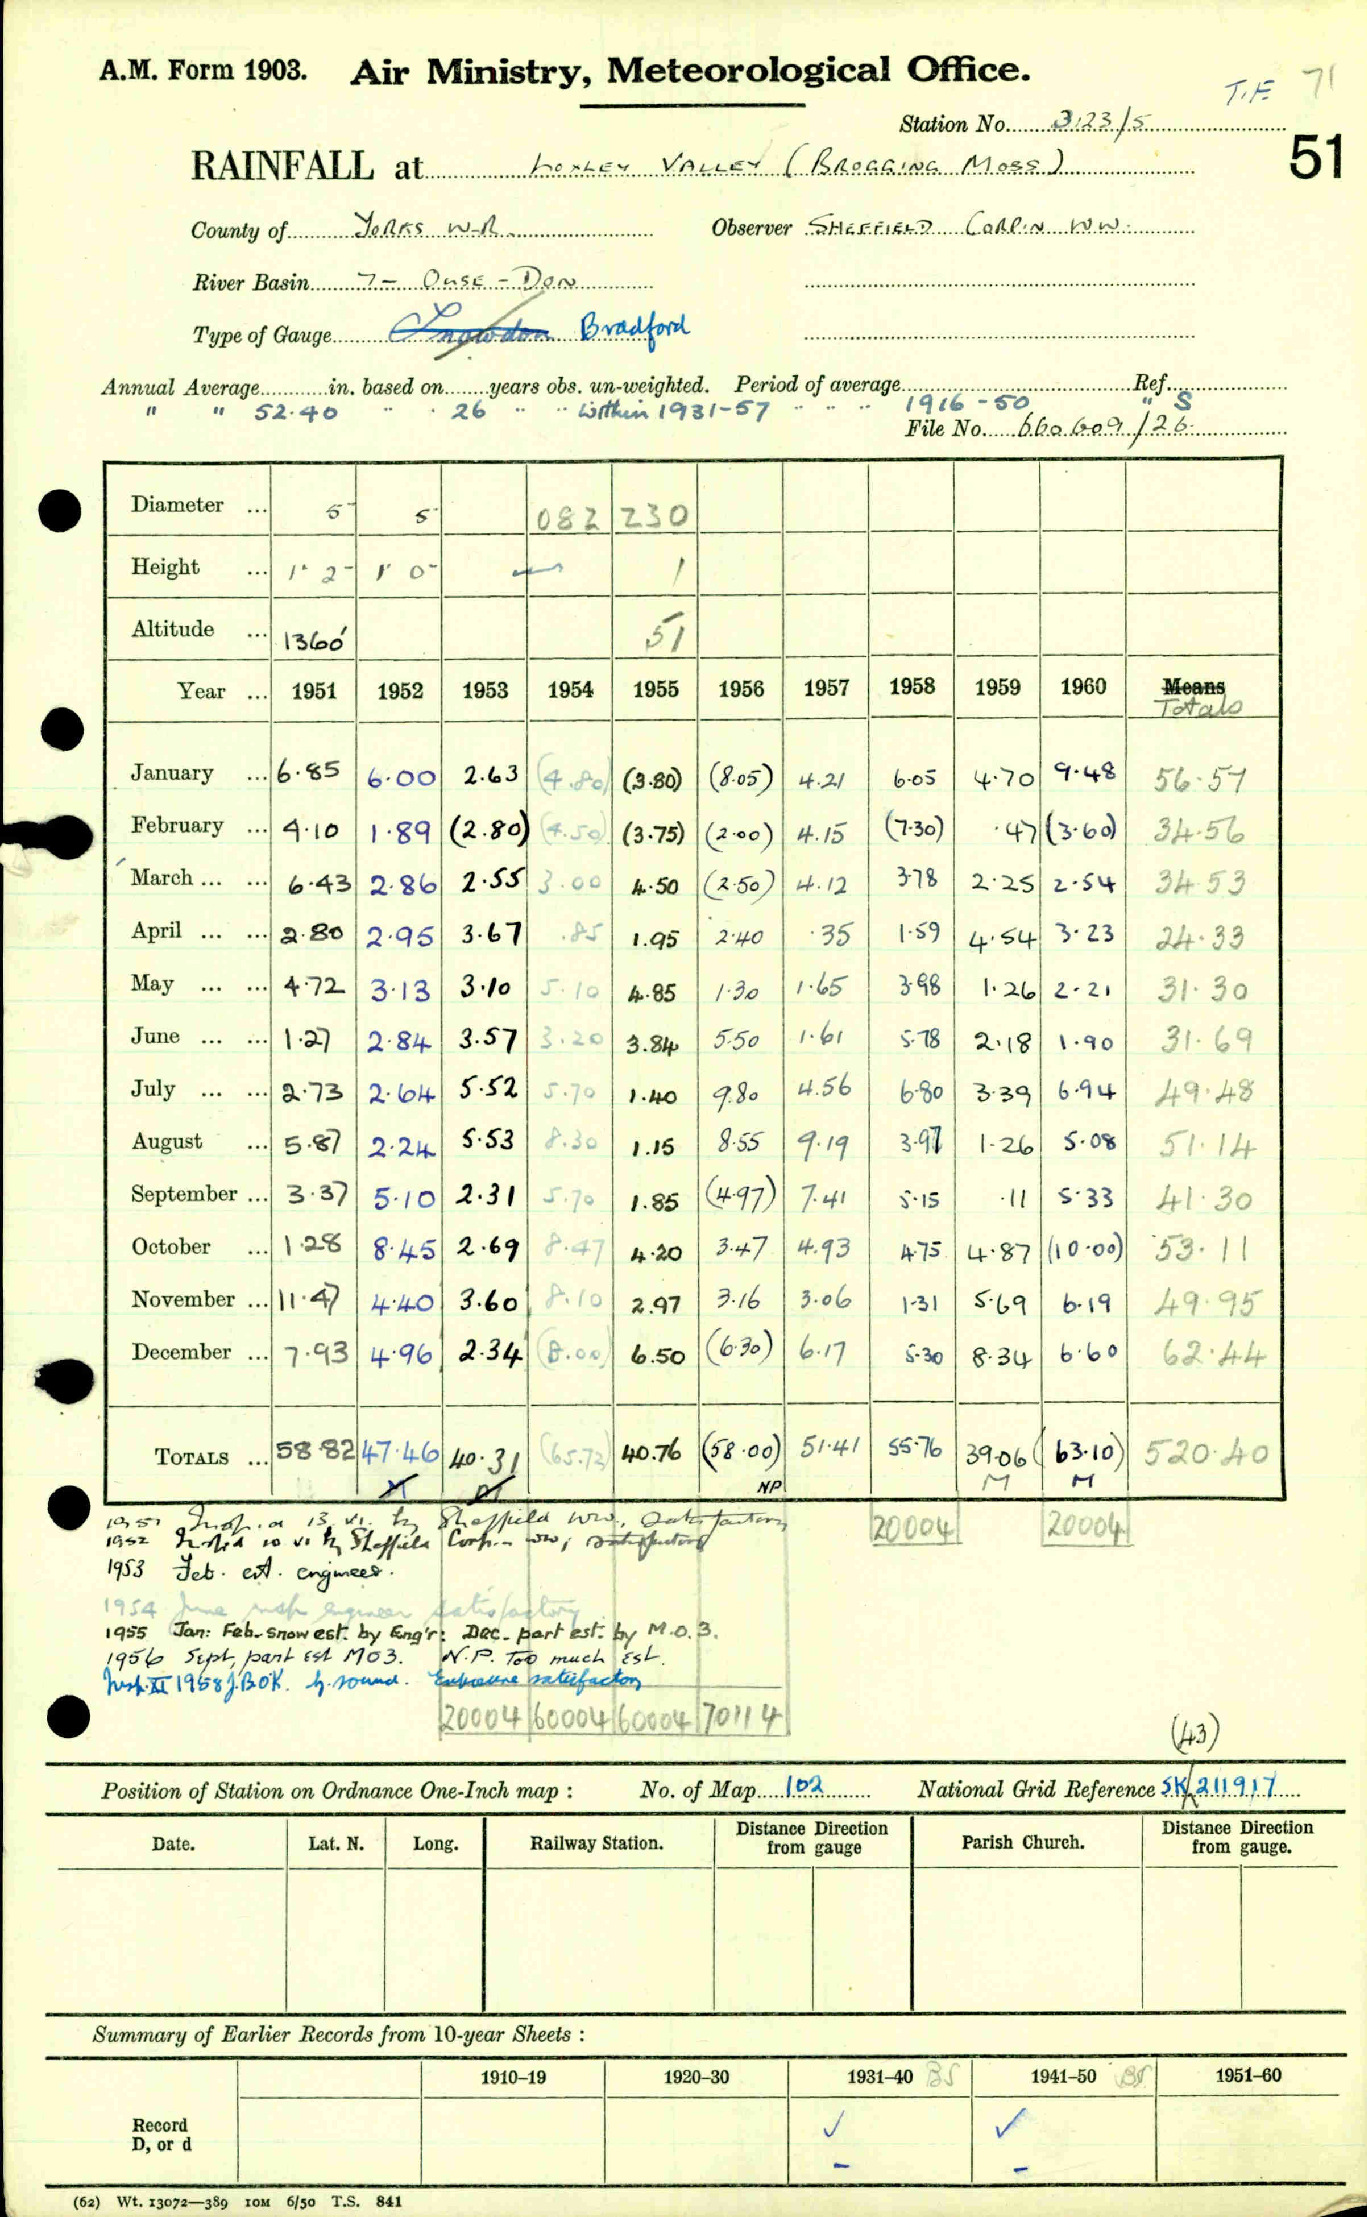 A.M. Form 1903. Air Ministry, Meteorological Office.
T.F. 71
Station No. 3123/5
51
RAINFALL at LOXLEY VALLEY (BROGGING MOSS)
County of YORKS W.R. Observer SHEFFIELD CORP'N WW.
River Basin 7 - OUSE - DON
Type of Gauge Snowdon Bradford
Annual Average in. based on years obs. un-weighted. Period of average Ref.
" " 52.40 " " 26 " " Within 1931-57 " " " 1916-50 " S
File No. 660609/26
Diameter ... 5 5 082 230
Height ... 1' 2" 1' 0" 1
Altitude ... 1360' 51
Year ... 1951 1952 1953 1954 1955 1956 1957 1958 1959 1960 Means
Totals
January ... 6.85 6.00 2.63 (4.80) (3.80) (8.05) 4.21 6.05 4.70 9.48 56.57
February ... 4.10 1.89 (2.80) (4.50) (3.75) (2.00) 4.15 (7.30) .47 (3.60) 34.56
March ... ... 6.43 2.86 2.55 3.00 4.50 (2.50) 4.12 3.78 2.25 2.54 34.53
April ... ... 2.80 2.95 3.67 .85 1.95 2.40 .35 1.59 4.54 3.23 24.33
May ... ... 4.72 3.13 3.10 5.10 4.85 1.30 1.65 3.98 1.26 2.21 31.30
June ... ... 1.27 2.84 3.57 3.20 3.84 5.50 1.61 5.78 2.18 1.90 31.69
July ... ... 2.73 2.64 5.52 5.70 1.40 9.80 4.56 6.80 3.39 6.94 49.48
August ... 5.87 2.24 5.53 8.30 1.15 8.55 9.19 3.97 1.26 5.08 51.14
September ... 3.37 5.10 2.31 5.70 1.85 (4.97) 7.41 5.15 .11 5.33 41.30
October ... 1.28 8.45 2.69 8.47 4.20 3.47 4.93 4.75 4.87 (10.00) 53.11
November ... 11.47 4.40 3.60 8.10 2.97 3.16 3.06 1.31 5.69 6.19 49.95
December ... 7.93 4.96 2.34 (8.00) 6.50 (6.30) 6.17 5.30 8.34 6.60 62.44
TOTALS ... 58.82 47.46 40.31 (65.72) 40.76 (58.00) 51.41 55.76 39.06 (63.10) 520.40
M M NP M M
1951 Insp'd 13.vi. by Sheffield WW. Satisfactory 20004 20004
1952 Insp'd 10 vi by Sheffield Corp'n WW; satisfactory
1953 Feb. est. engineer.
1954 June insp engineer satisfactory
1955 Jan: Feb. snow est. by Eng'r: Dec. part est. by M.O.3.
1956 Sept, part est MO3. N.P. Too much Est.
Insp. XI 1958 J.BOK. g. sound. Exposure satisfactory
20004 60004 60004 70114
(43)
Position of Station on Ordnance One-Inch map : No. of Map 102 National Grid Reference SK/211917
Date. Lat. N. Long. Railway Station. Distance Direction from gauge Parish Church. Distance Direction from gauge.
Summary of Earlier Records from 10-year Sheets :
1910–19 1920–30 1931–40 BS 1941–50 BS 1951–60
Record ✓ ✓
D, or d - -
(62) Wt. 13072—389 10M 6/50 T.S. 841